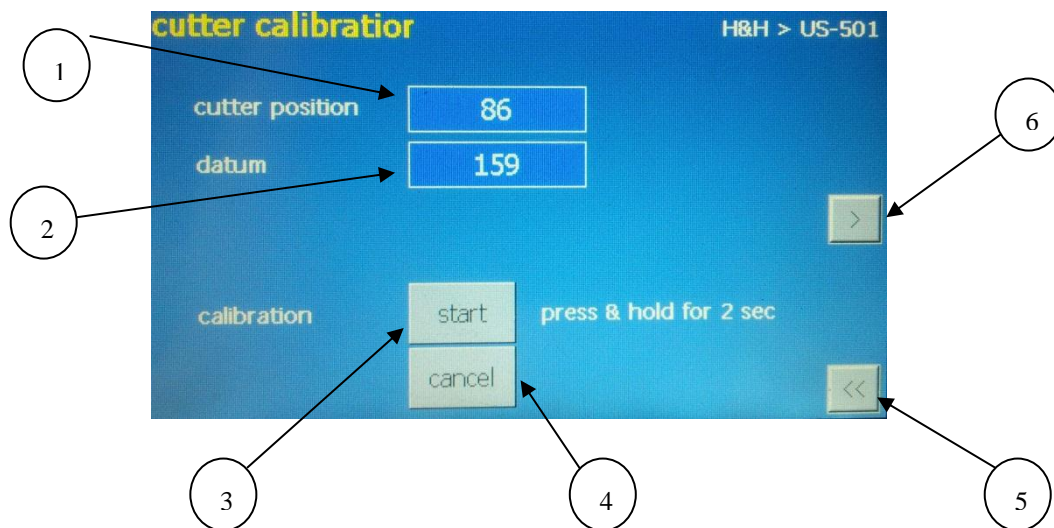 cutter calibration
H&H > US-501
1
cutter position 86
6
datum 159
2
>
calibration start press & hold for 2 sec
cancel
<<
3
4
5